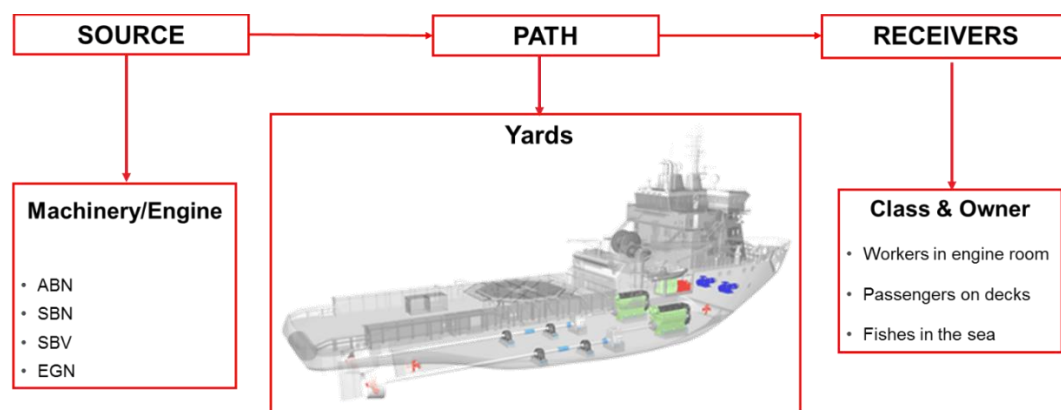 SOURCE
PATH
RECEIVERS
Yards
Machinery/Engine
• ABN
• SBN
• SBV
• EGN
Class & Owner
• Workers in engine room
• Passengers on decks
• Fishes in the sea